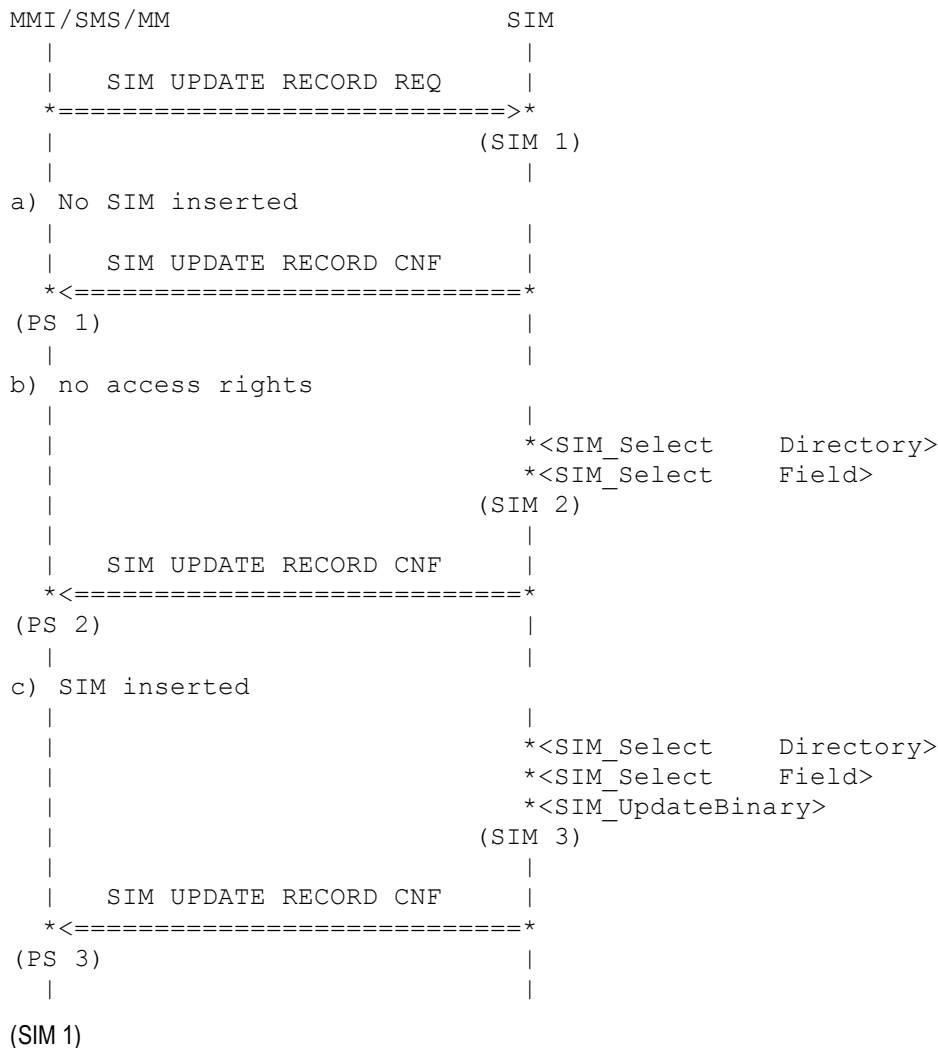 MMI/SMS/MM                     SIM
  |                             |
  |   SIM UPDATE RECORD REQ     |
  *============================>*
  |                          (SIM 1)
  |                             |
a) No SIM inserted
  |                             |
  |   SIM UPDATE RECORD CNF     |
  *<============================*
(PS 1)                          |
  |                             |
b) no access rights
  |                             |
  |                             *<SIM_Select    Directory>
  |                             *<SIM_Select    Field>
  |                          (SIM 2)
  |                             |
  |   SIM UPDATE RECORD CNF     |
  *<============================*
(PS 2)                          |
  |                             |
c) SIM inserted
  |                             |
  |                             *<SIM_Select    Directory>
  |                             *<SIM_Select    Field>
  |                             *<SIM_UpdateBinary>
  |                          (SIM 3)
  |                             |
  |   SIM UPDATE RECORD CNF     |
  *<============================*
(PS 3)                          |
  |                             |
(SIM 1)